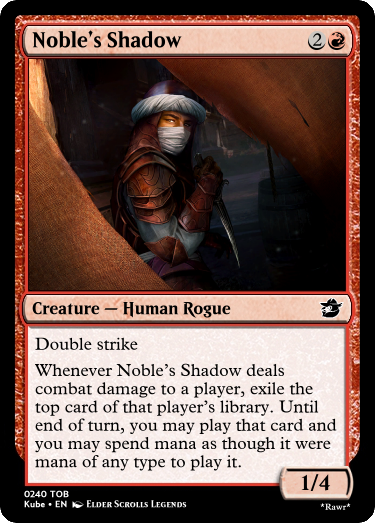 Noble's Shadow 2
Creature — Human Rogue
Double strike
Whenever Noble's Shadow deals
combat damage to a player, exile the
top card of that player's library. Until
end of turn, you may play that card and
you may spend mana as though it were
mana of any type to play it.
1/4
0240 TOB
Kube • EN Elder Scrolls Legends
*Rawr*